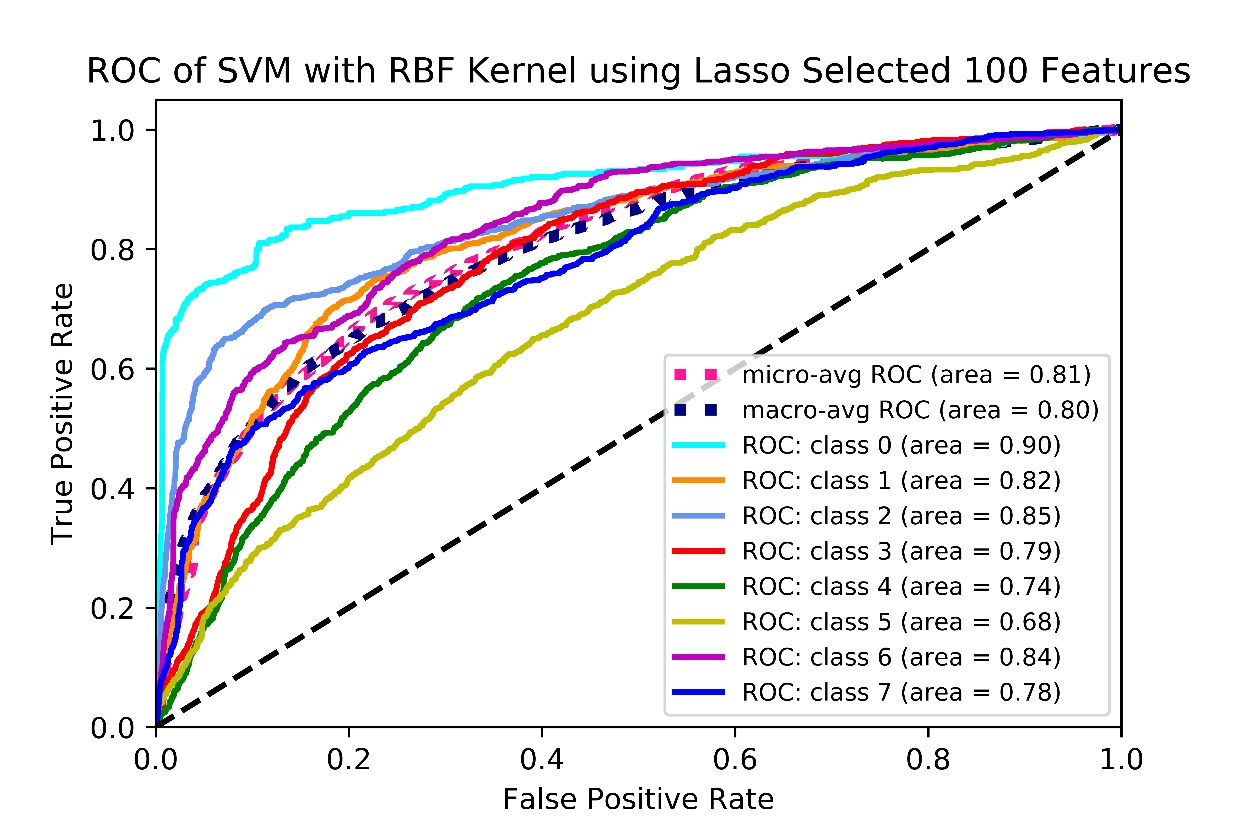 ROC of SVM with RBF Kernel using Lasso Selected 100 Features
True Positive Rate
1.0
0.8
0.6
0.4
0.2
0.0
micro-avg ROC (area = 0.81)
macro-avg ROC (area = 0.80)
ROC: class 0 (area = 0.90)
ROC: class 1 (area = 0.82)
ROC: class 2 (area = 0.85)
ROC: class 3 (area = 0.79)
ROC: class 4 (area = 0.74)
ROC: class 5 (area = 0.68)
ROC: class 6 (area = 0.84)
ROC: class 7 (area = 0.78)
0.0 0.2 0.4 0.6 0.8 1.0
False Positive Rate